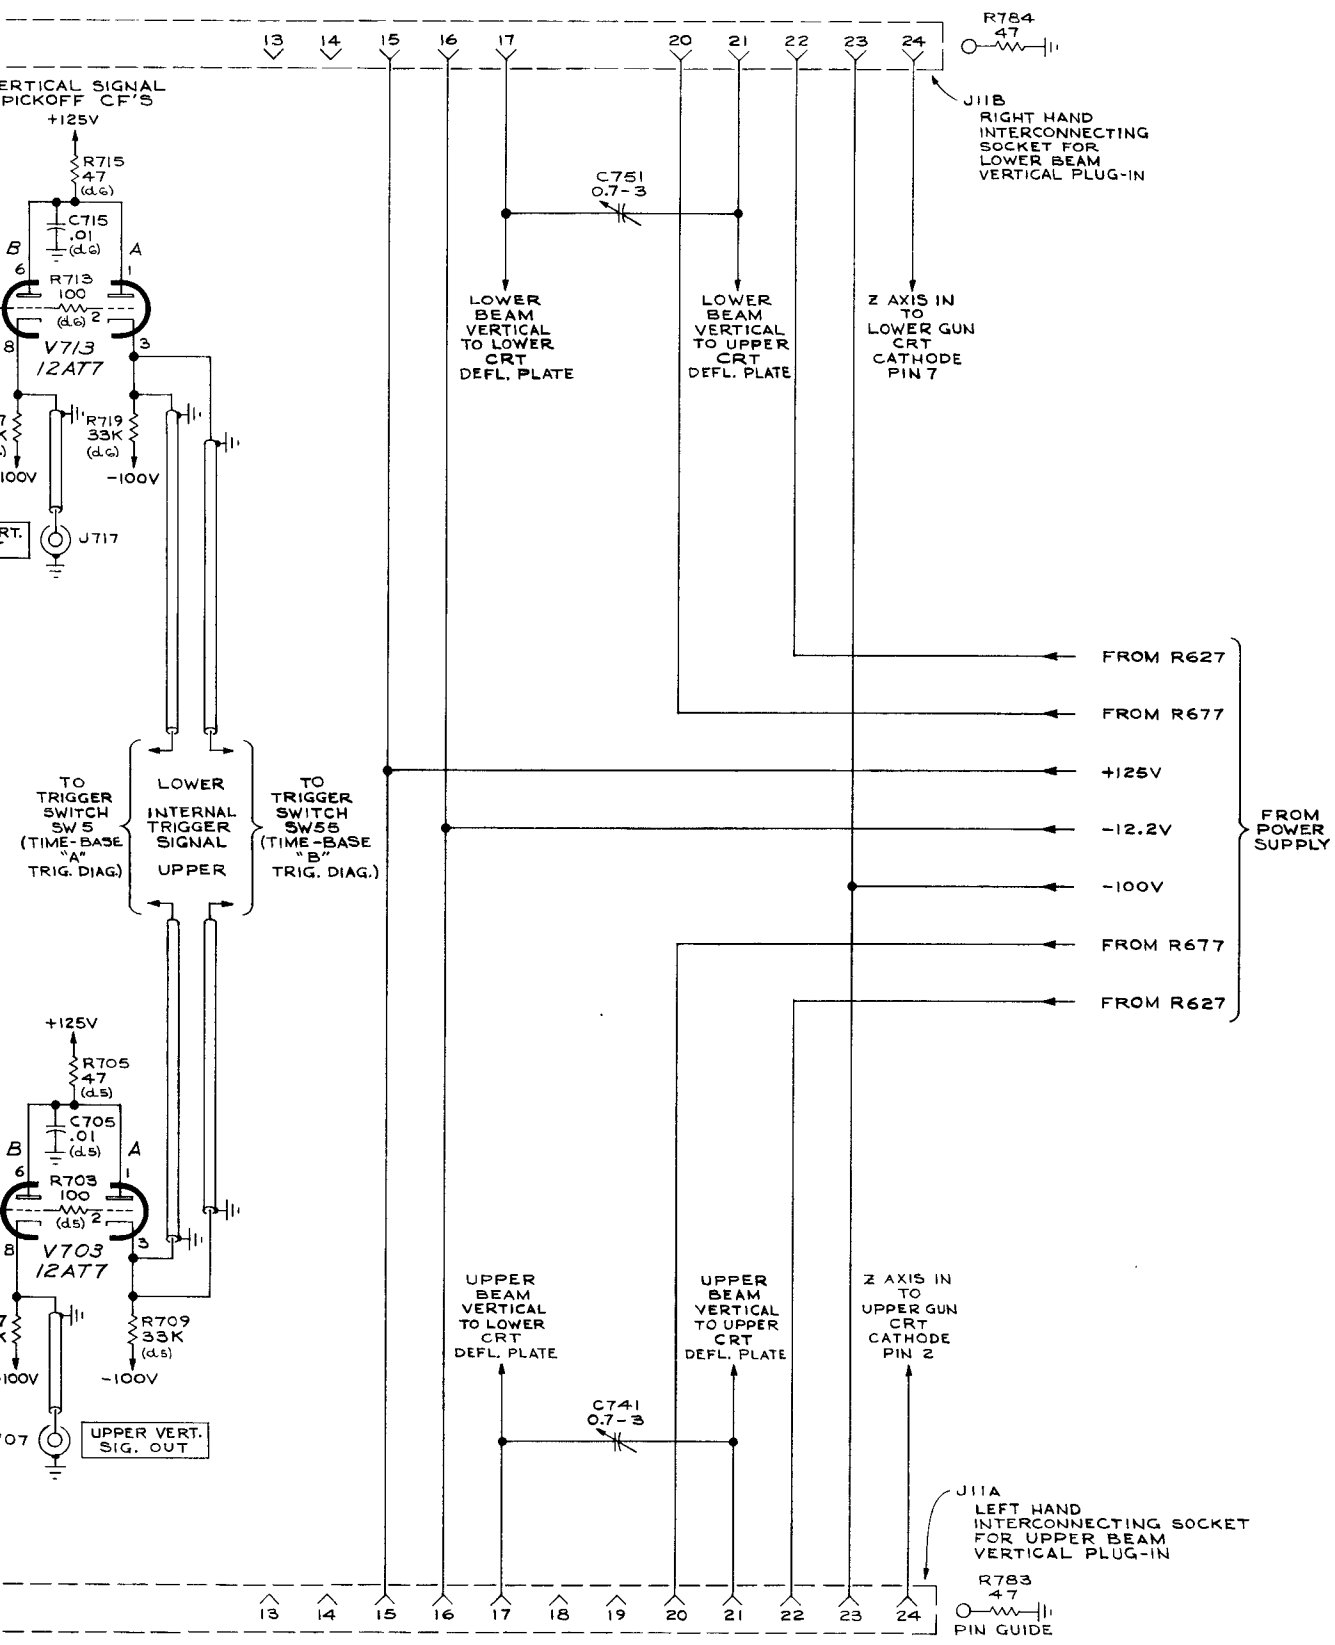 13 14 15 16 17 20 21 22 23 24
R784
47
J11B
RIGHT HAND
INTERCONNECTING
SOCKET FOR
LOWER BEAM
VERTICAL PLUG-IN
ERTICAL SIGNAL
PICKOFF CF'S
+125V
R715
47
(d.6)
C715
.01
(d.6)
B
A
6
1
R713
100
(d.6)
2
8
3
V713
12AT7
R719
33K
(d.6)
100V
-100V
RT.
J717
C751
0.7-3
LOWER
BEAM
VERTICAL
TO LOWER
CRT
DEFL. PLATE
LOWER
BEAM
VERTICAL
TO UPPER
CRT
DEFL. PLATE
Z AXIS IN
TO
LOWER GUN
CRT
CATHODE
PIN 7
FROM R627
FROM R677
+125V
-12.2V
-100V
FROM R677
FROM R627
FROM
POWER
SUPPLY
TO
TRIGGER
SWITCH
SW5
(TIME-BASE
"A"
TRIG. DIAG.)
LOWER
INTERNAL
TRIGGER
SIGNAL
UPPER
TO
TRIGGER
SWITCH
SW55
(TIME-BASE
"B"
TRIG. DIAG.)
+125V
R705
47
(d.5)
C705
.01
(d.5)
B
A
6
1
R703
100
(d.5)
2
8
3
V703
12AT7
7
K
R709
33K
(d.5)
-100V
-100V
07
UPPER VERT.
SIG. OUT
UPPER
BEAM
VERTICAL
TO LOWER
CRT
DEFL. PLATE
UPPER
BEAM
VERTICAL
TO UPPER
CRT
DEFL. PLATE
Z AXIS IN
TO
UPPER GUN
CRT
CATHODE
PIN 2
C741
0.7-3
J11A
LEFT HAND
INTERCONNECTING SOCKET
FOR UPPER BEAM
VERTICAL PLUG-IN
R783
47
PIN GUIDE
13 14 15 16 17 18 19 20 21 22 23 24